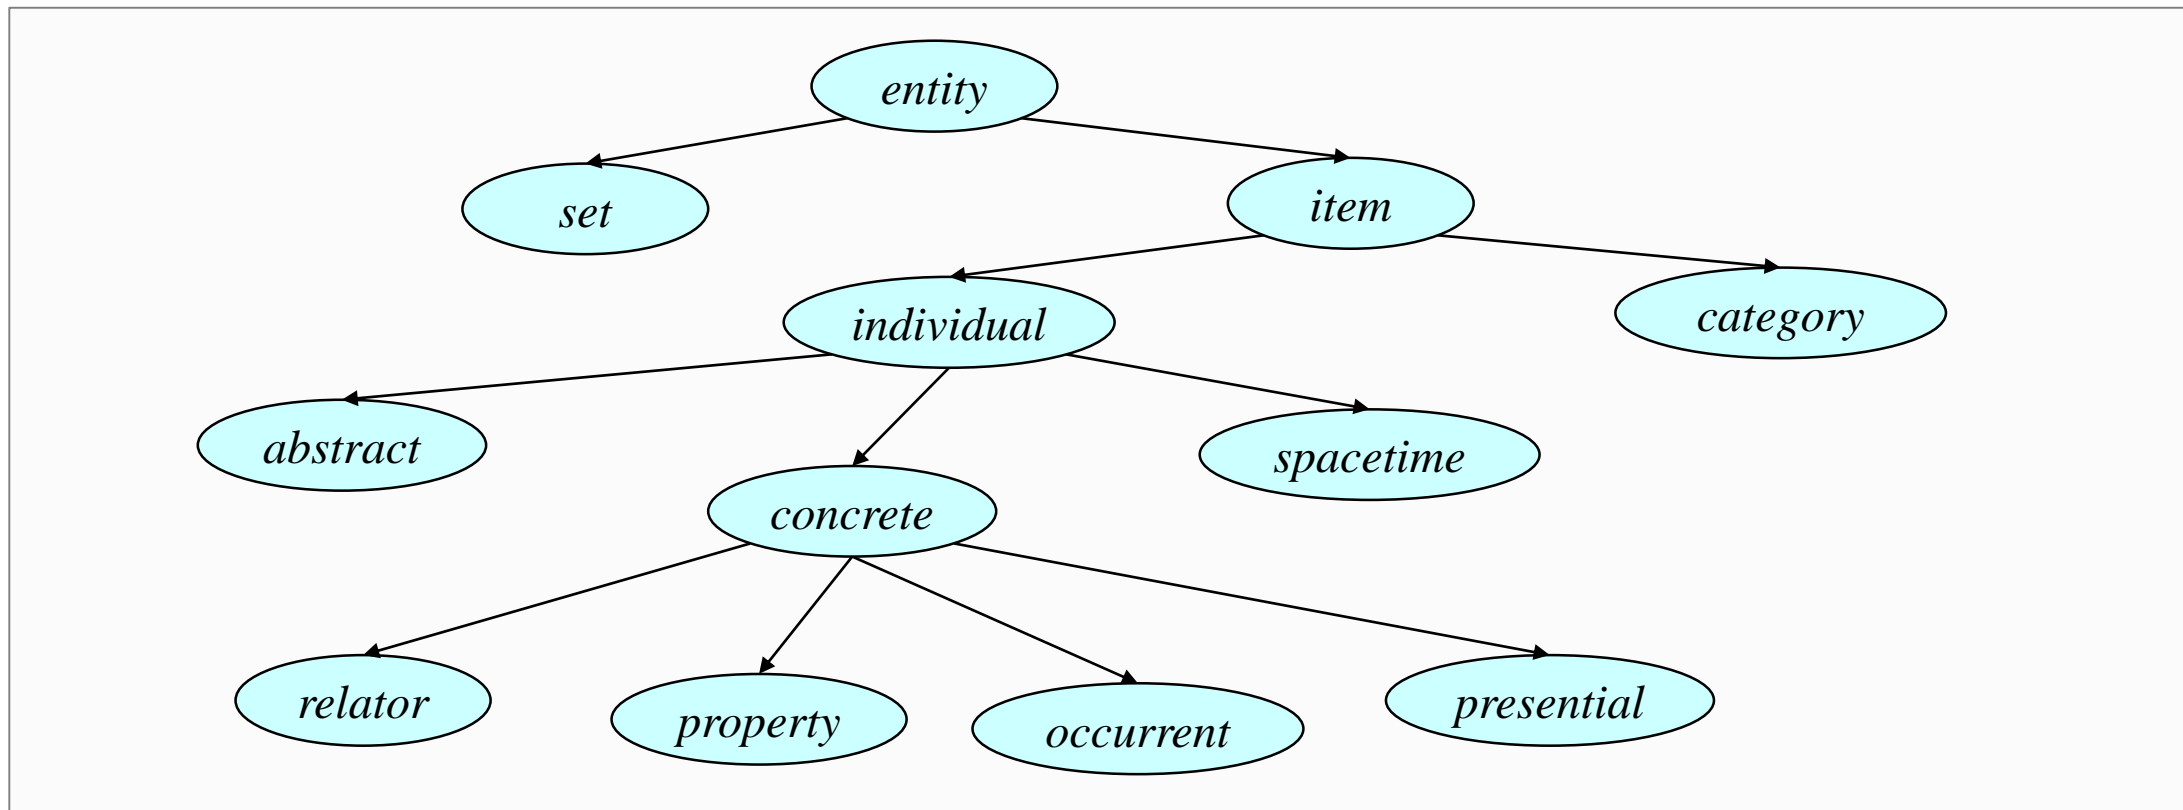 entity
set
item
individual
category
abstract
spacetime
concrete
relator
property
occurrent
presential